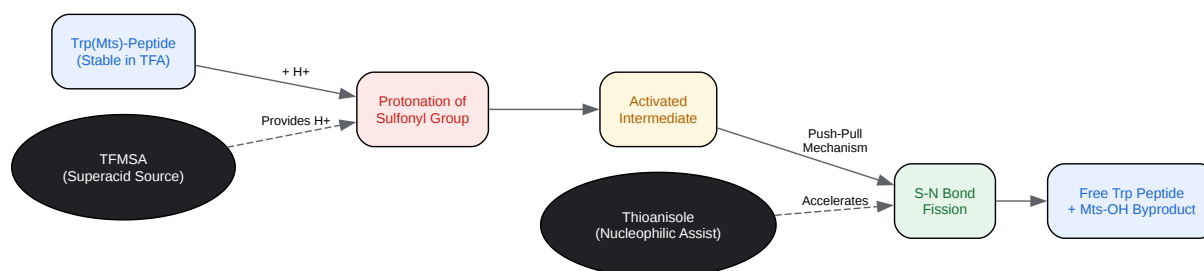 Trp(Mts)-Peptide
(Stable in TFA)
+ H+
Provides H+
TFMSA
(Superacid Source)
Protonation of
Sulfonyl Group
Activated
Intermediate
Push-Pull
Mechanism
Thioanisole
(Nucleophilic Assist)
Accelerates
S-N Bond
Fission
Free Trp Peptide
+ Mts-OH Byproduct